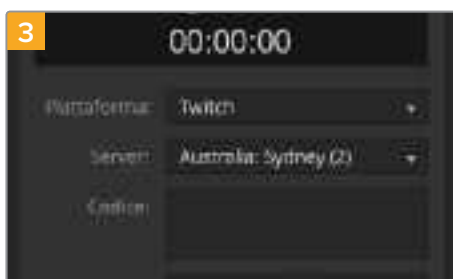 3
00:00:00
Piattaforma: Twitch
Server: Australia: Sydney (2)
Codice: